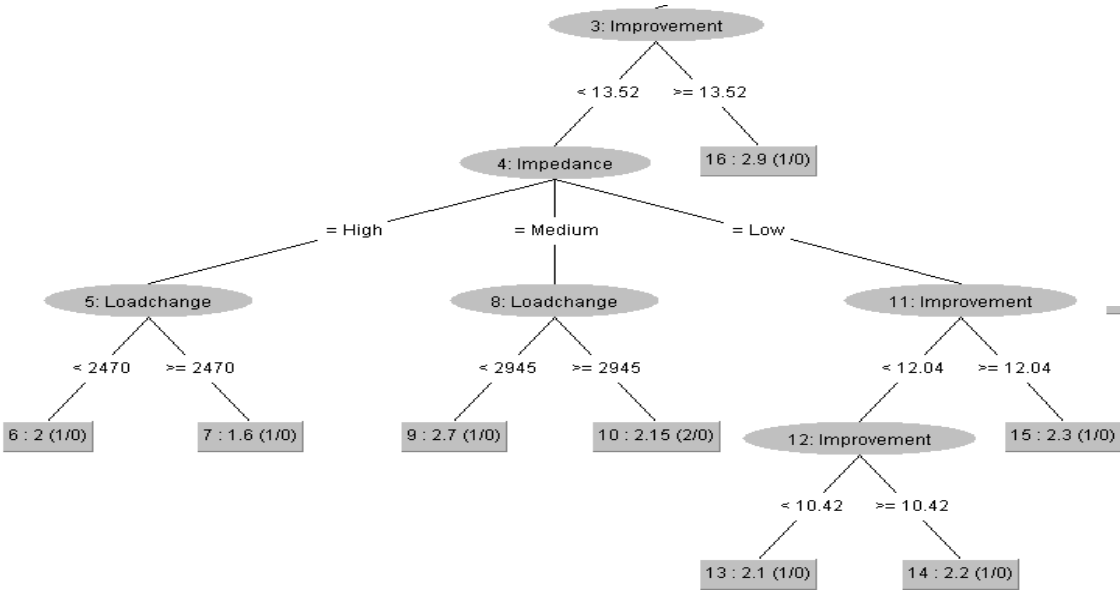 3: Improvement
< 13.52 >= 13.52
4: Impedance 16 : 2.9 (1/0)
= High = Medium = Low
5: Loadchange 8: Loadchange 11: Improvement
< 2470 >= 2470 < 2945 >= 2945 < 12.04 >= 12.04
6 : 2 (1/0) 7 : 1.6 (1/0) 9 : 2.7 (1/0) 10 : 2.15 (2/0) 12: Improvement 15 : 2.3 (1/0)
< 10.42 >= 10.42
13 : 2.1 (1/0) 14 : 2.2 (1/0)